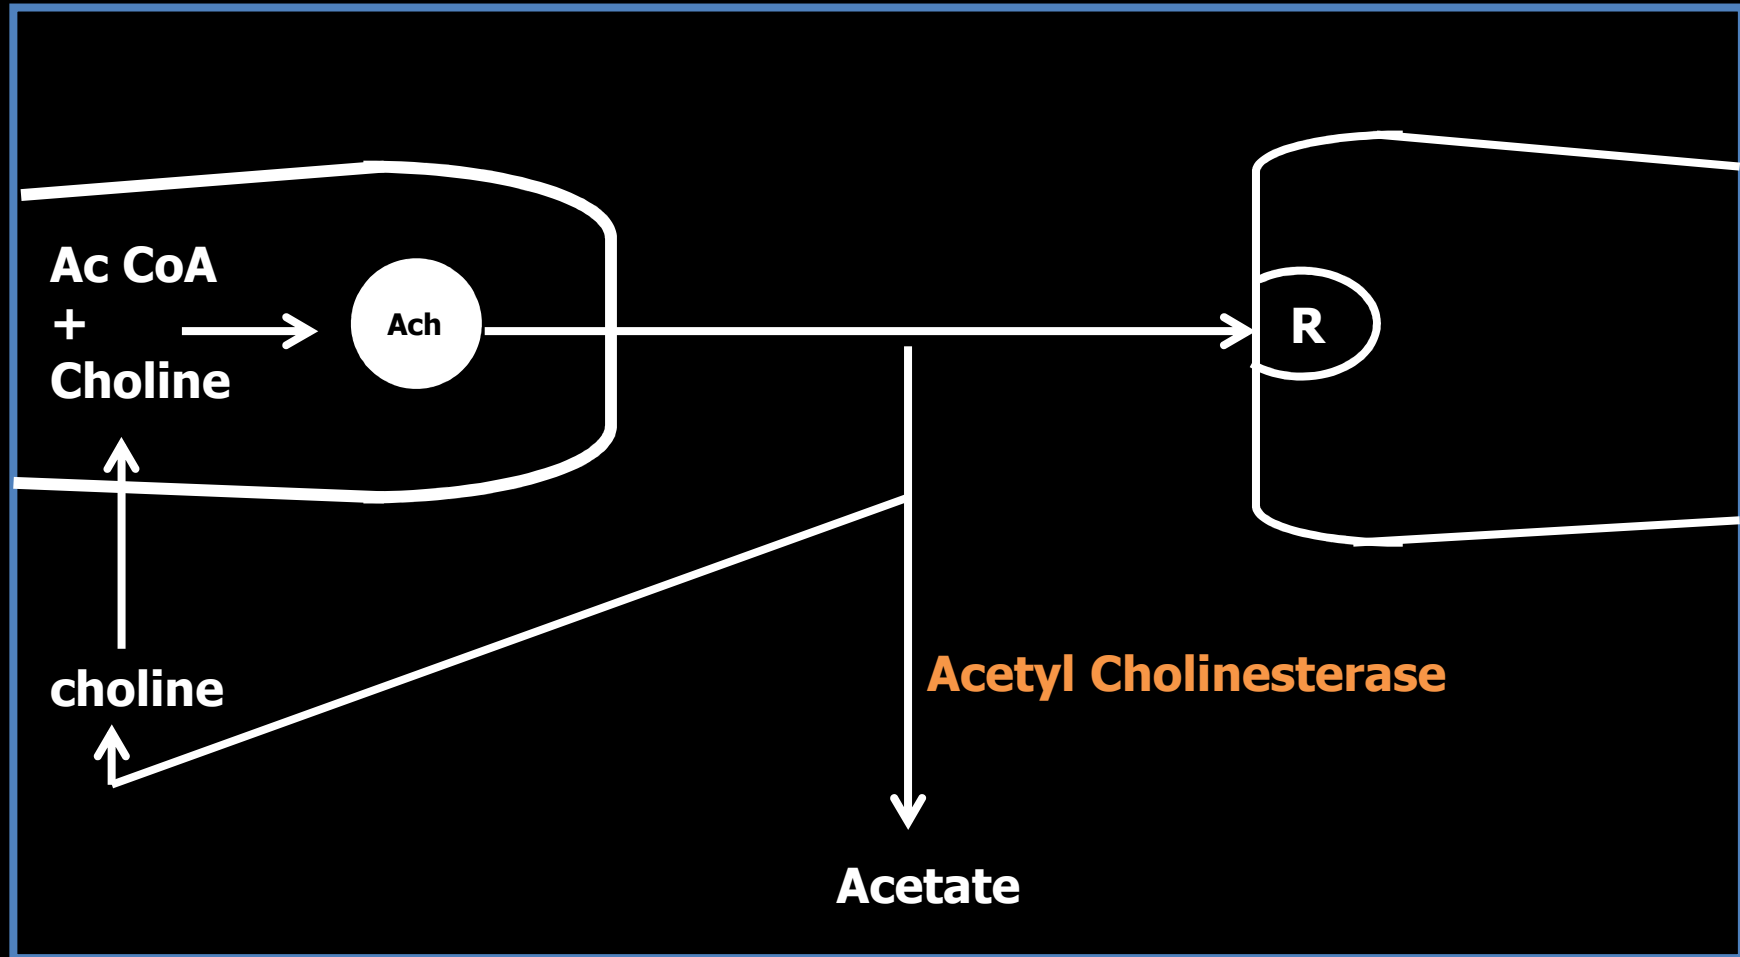 Ac CoA
+
Choline
Ach
R
choline
Acetyl Cholinesterase
Acetate